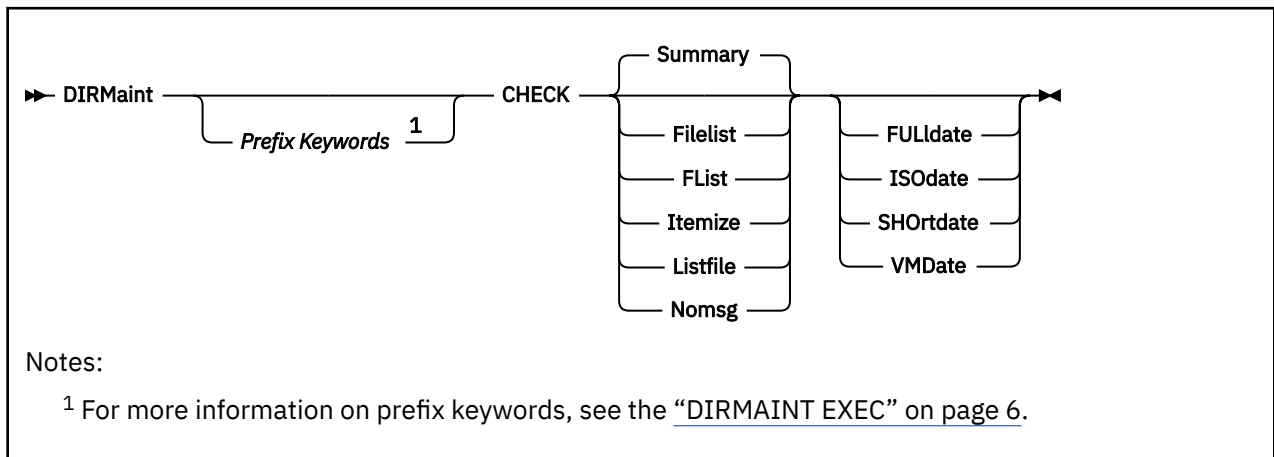 Summary
DIRMaint Prefix Keywords 1 CHECK
Filelist FULldate
FList ISOdate
Itemize SHOrtdate
Listfile VMDate
Nomsg
Notes:
1 For more information on prefix keywords, see the “DIRMAINT EXEC” on page 6.